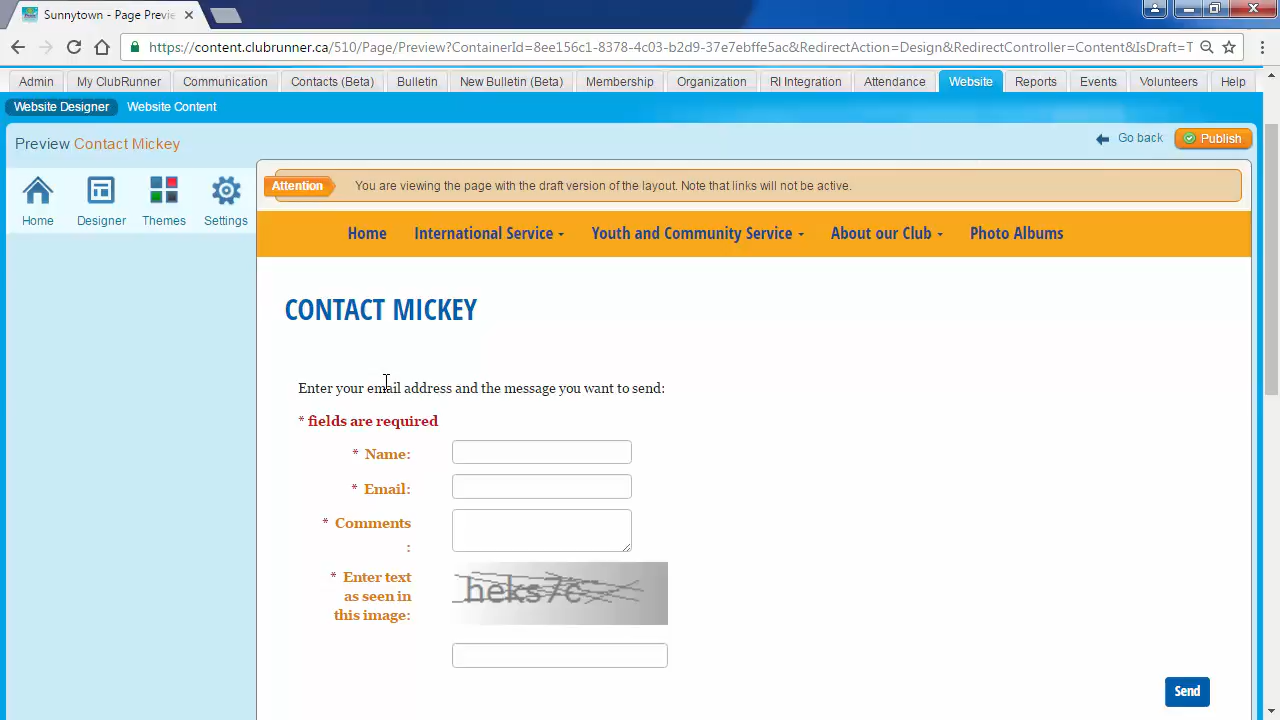 Sunnytown - Page Previe
https://content.clubrunner.ca/510/Page/Preview?ContainerId=8ee156c1-8378-4c03-b2d9-37e7ebffe5ac&RedirectAction=Design&RedirectController=Content&IsDraft=T
Admin My ClubRunner Communication Contacts (Beta) Bulletin New Bulletin (Beta) Membership Organization RI Integration Attendance Website Reports Events Volunteers Help
Website Designer Website Content
Preview Contact Mickey Go back Publish
Home Designer Themes Settings
Attention You are viewing the page with the draft version of the layout. Note that links will not be active.
Home International Service Youth and Community Service About our Club Photo Albums
CONTACT MICKEY
Enter your email address and the message you want to send:
* fields are required
* Name:
* Email:
* Comments
:
* Enter text
as seen in
this image:
heks7c
Send